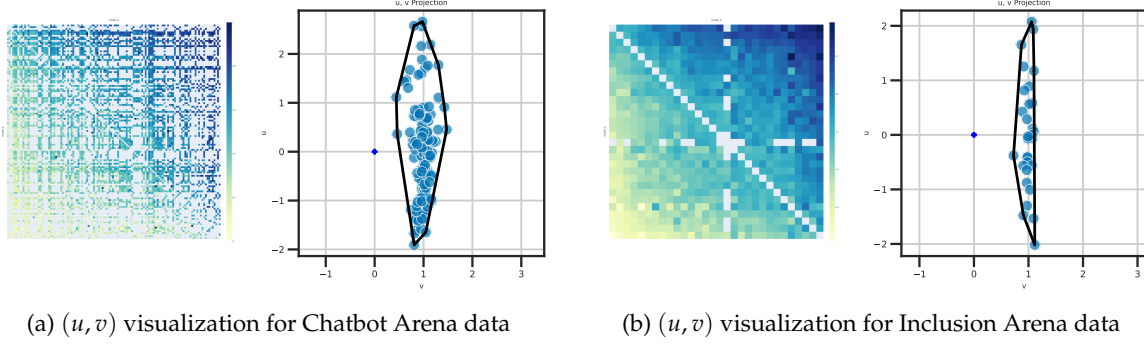 u, v Projection
2
1
0
−1
−2
u
−1
0
1
2
3
v
u, v Projection
2
1
0
−1
−2
u
−1
0
1
2
3
v
(a) (u, v) visualization for Chatbot Arena data
(b) (u, v) visualization for Inclusion Arena data